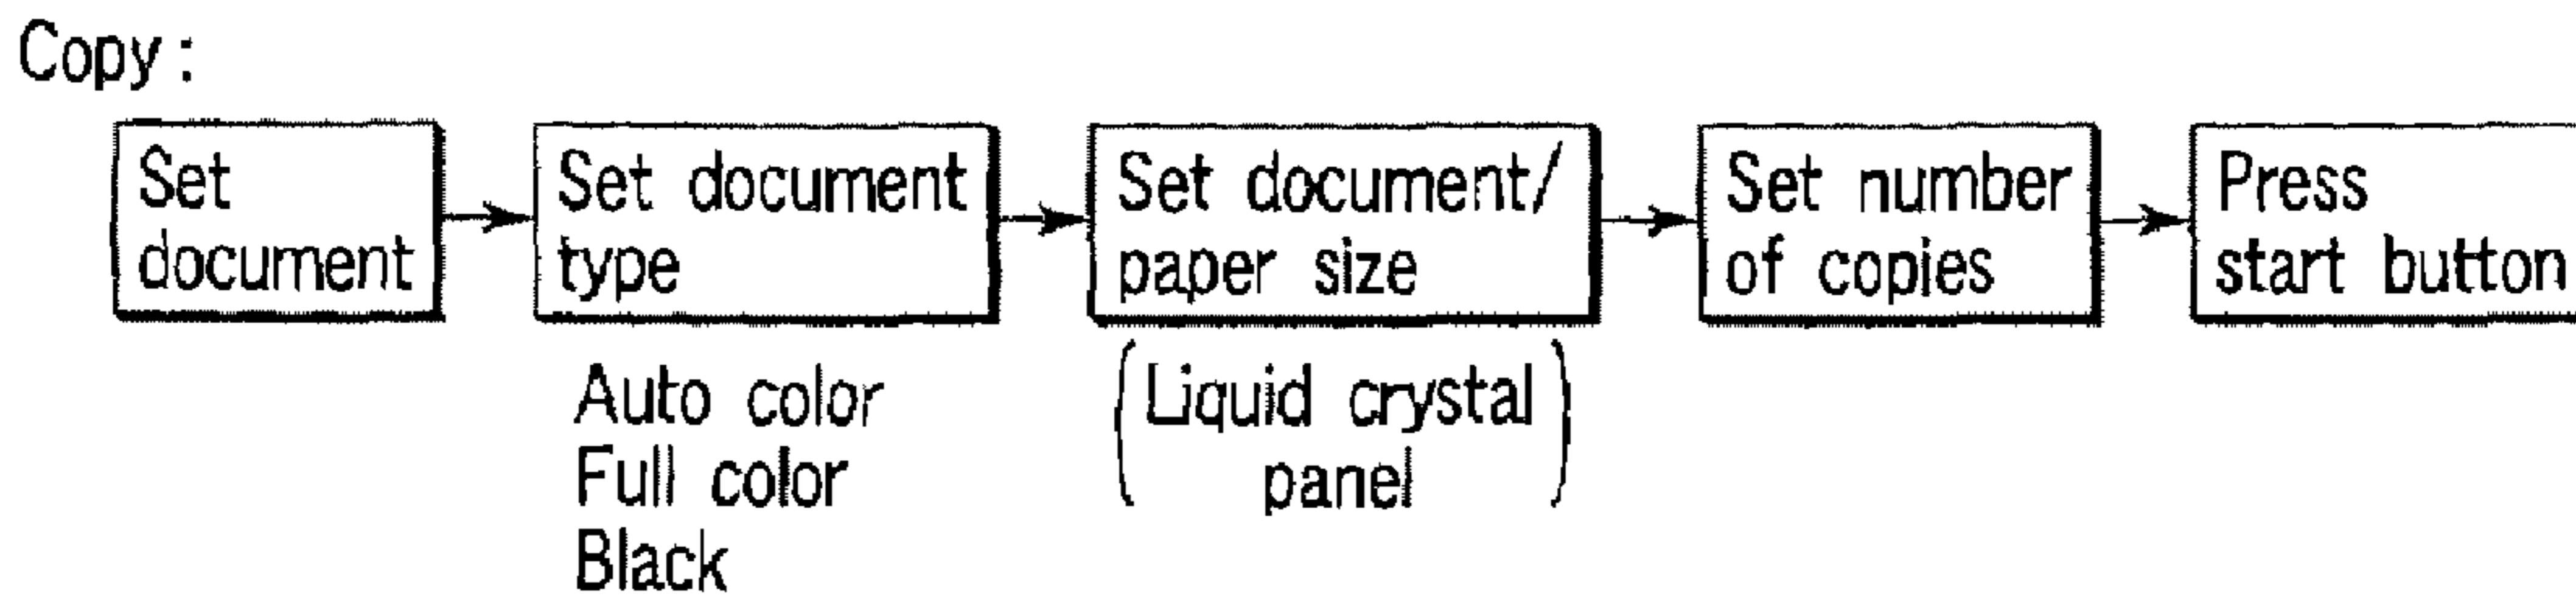 Copy :
Set
document
Set document
type
Set document/
paper size
Set number
of copies
Press
start button
Auto color
Full color
Black
(Liquid crystal
panel)